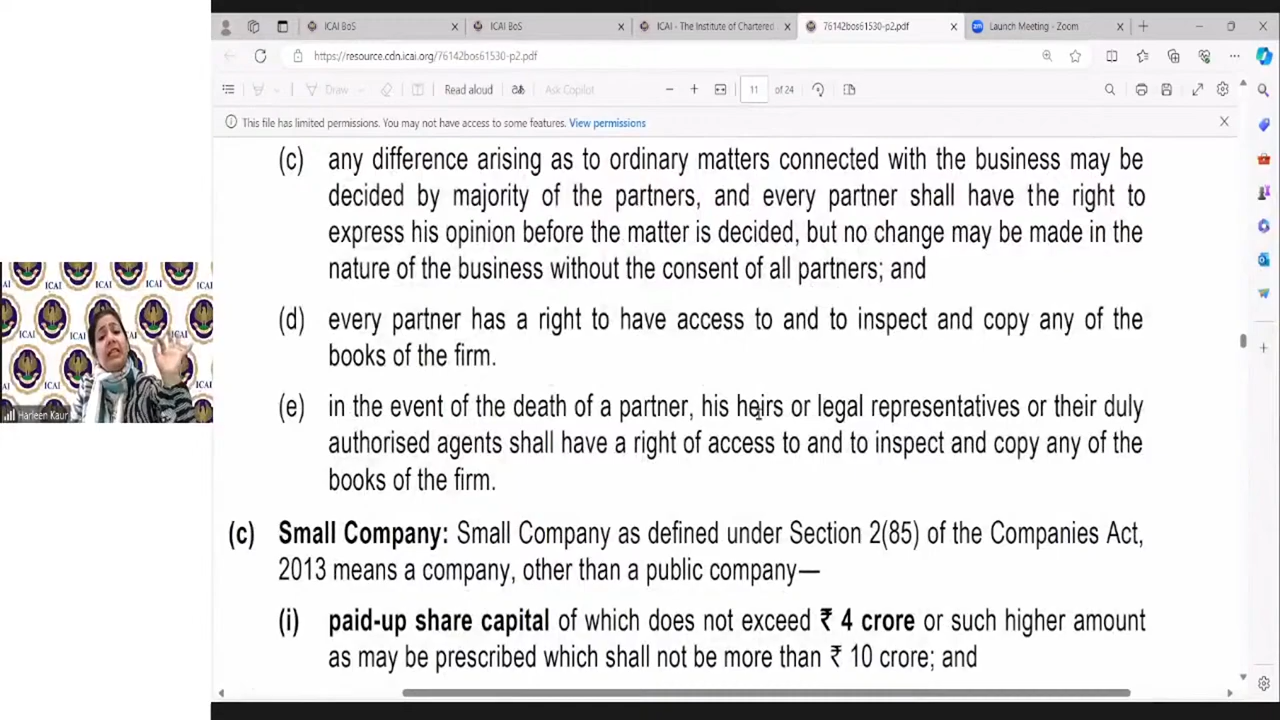 ICAI BoS
ICAI BoS
ICAI - The Institute of Chartered
76142bos61530-p2.pdf
Launch Meeting - Zoom
https://resource.cdn.icai.org/76142bos61530-p2.pdf
Draw
Read aloud
Ask Copilot
11 of 24
This file has limited permissions. You may not have access to some features. View permissions
(c) any difference arising as to ordinary matters connected with the business may be
decided by majority of the partners, and every partner shall have the right to
express his opinion before the matter is decided, but no change may be made in the
nature of the business without the consent of all partners; and
(d) every partner has a right to have access to and to inspect and copy any of the
books of the firm.
(e) in the event of the death of a partner, his heirs or legal representatives or their duly
authorised agents shall have a right of access to and to inspect and copy any of the
books of the firm.
(c) Small Company: Small Company as defined under Section 2(85) of the Companies Act,
2013 means a company, other than a public company—
(i) paid-up share capital of which does not exceed ₹ 4 crore or such higher amount
as may be prescribed which shall not be more than ₹ 10 crore; and
ICAI
ICAI
ICAI
Harleen Kaur